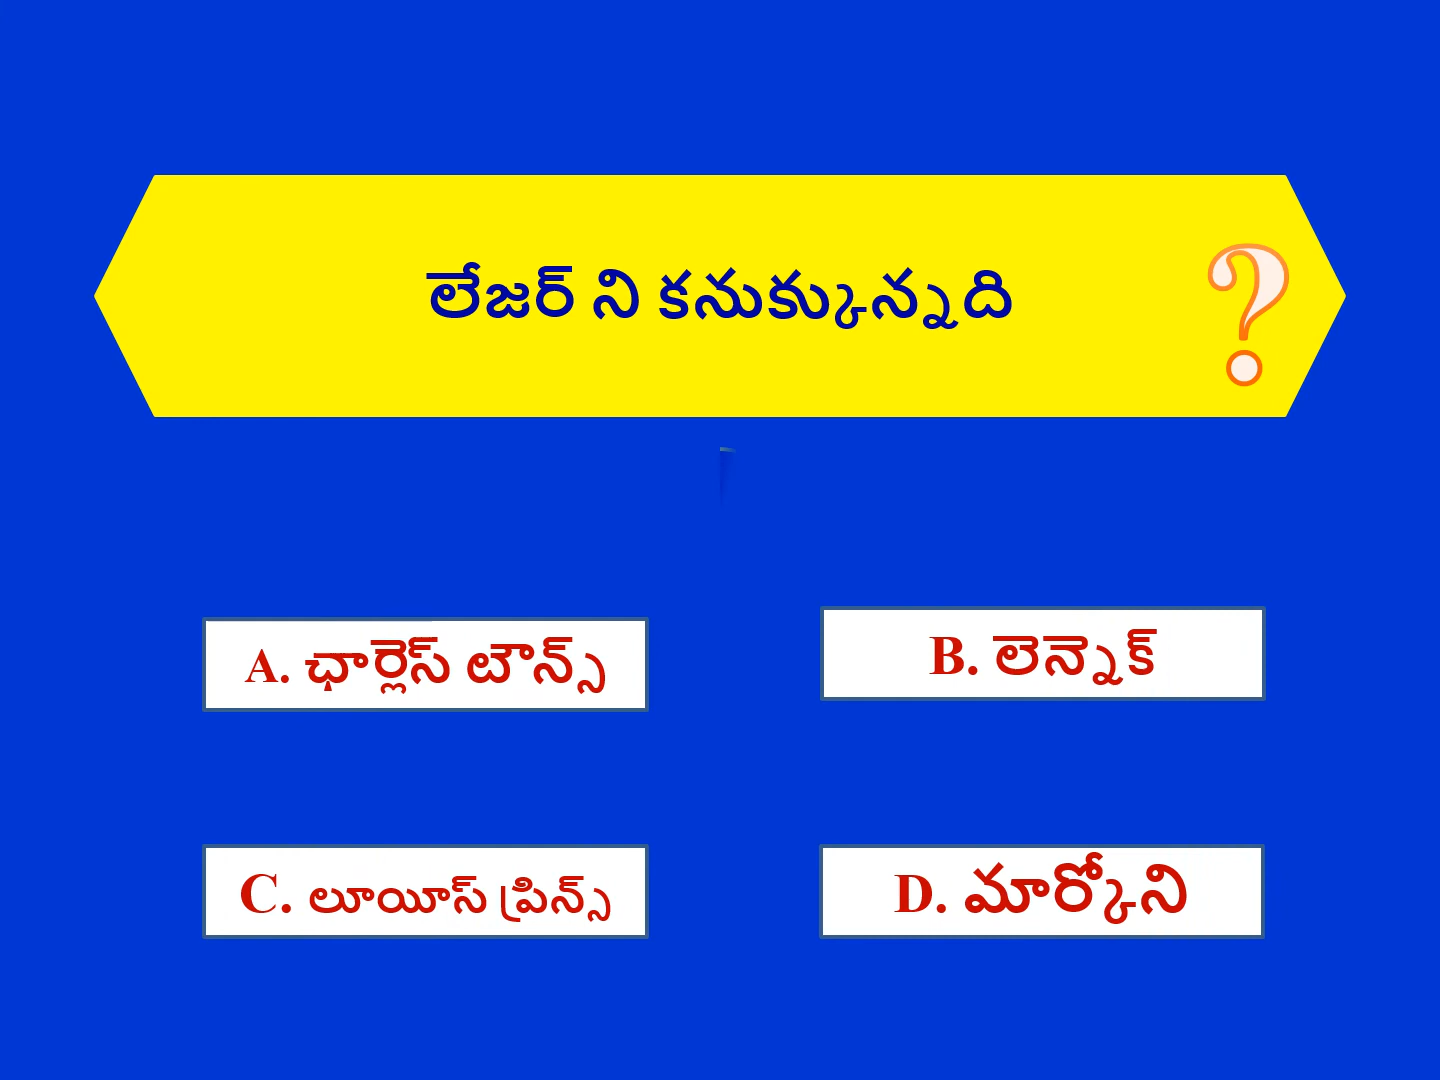 లేజర్ ని కనుక్కున్నది
?
A. ఛార్లెస్ టౌన్స్
B. లెన్నెక్
C. లూయీస్ ప్రిన్స్
D. మార్కోని